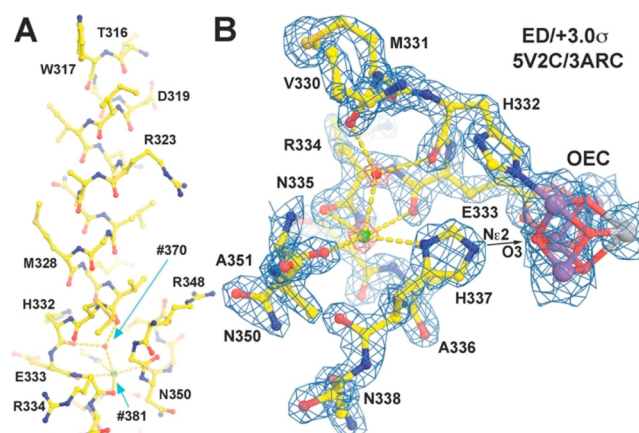 A
T316
W317
D319
R323
M328
#370
H332
R348
E333
R334
N350
#381
B
M331
ED/+3.0σ
5V2C/3ARC
V330
H332
R334
OEC
N335
E333
Nε2
O3
A351
H337
N350
A336
N338